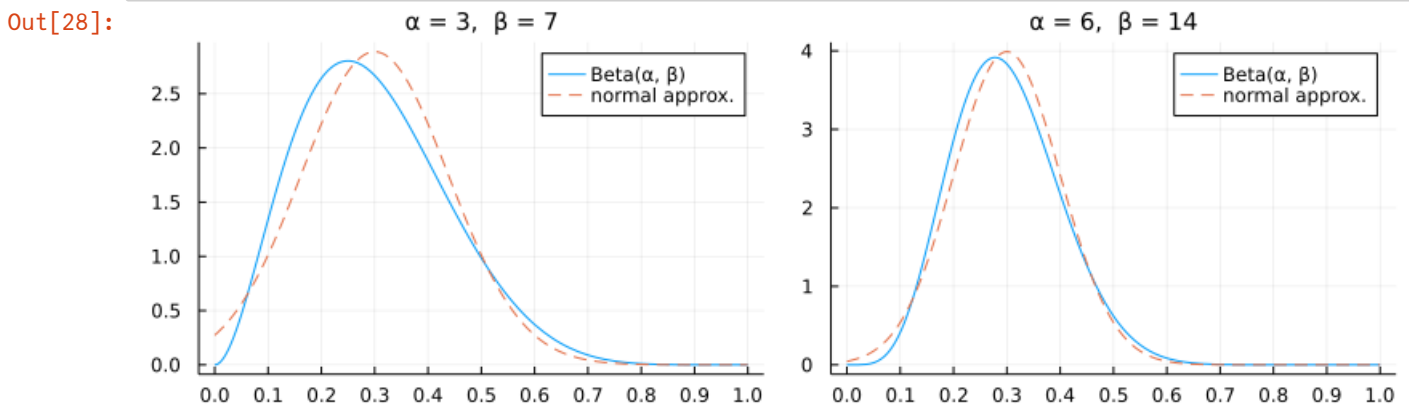 Out[28]:
α = 3, β = 7
Beta(α, β)
normal approx.
2.5
2.0
1.5
1.0
0.5
0.0
0.0 0.1 0.2 0.3 0.4 0.5 0.6 0.7 0.8 0.9 1.0
α = 6, β = 14
Beta(α, β)
normal approx.
4
3
2
1
0
0.0 0.1 0.2 0.3 0.4 0.5 0.6 0.7 0.8 0.9 1.0